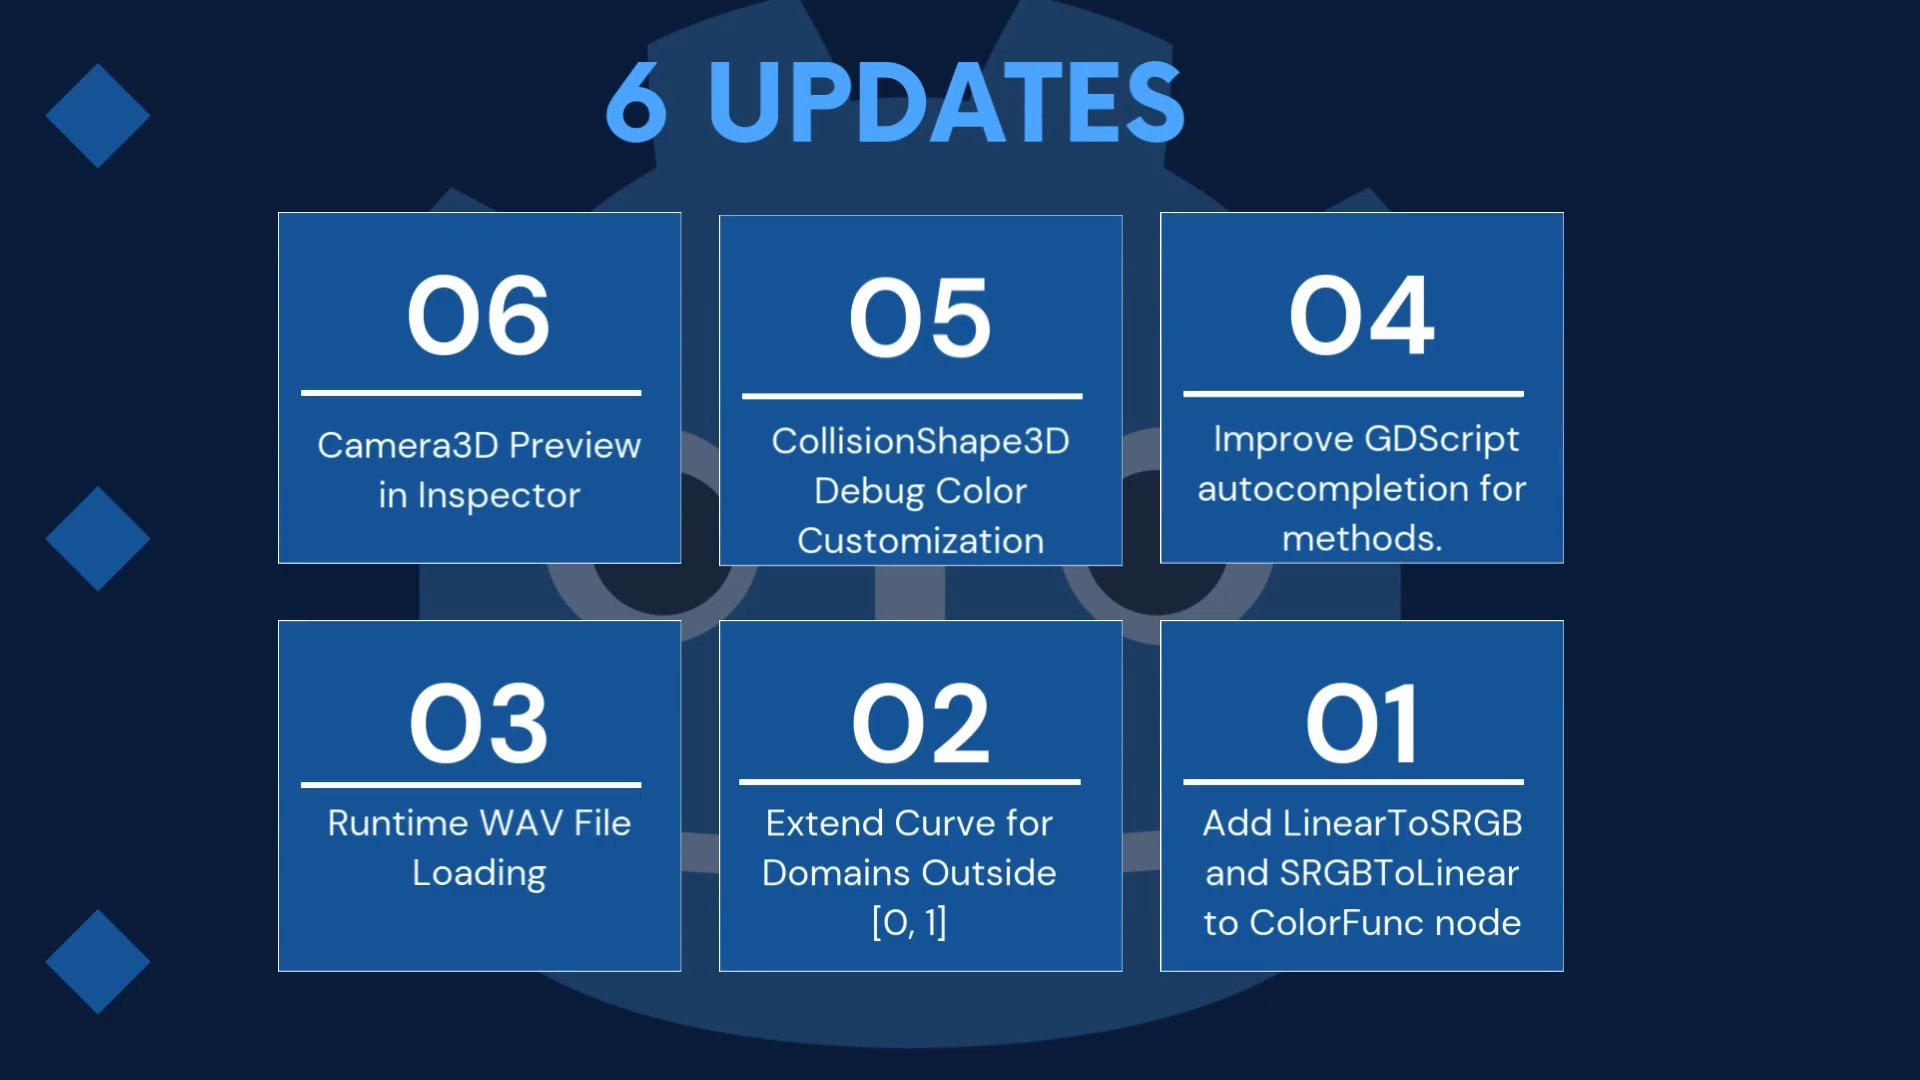 6 UPDATES
06
Camera3D Preview
in Inspector
05
CollisionShape3D
Debug Color
Customization
04
Improve GDScript
autocompletion for
methods.
03
Runtime WAV File
Loading
02
Extend Curve for
Domains Outside
[0, 1]
01
Add LinearToSRGB
and SRGBToLinear
to ColorFunc node